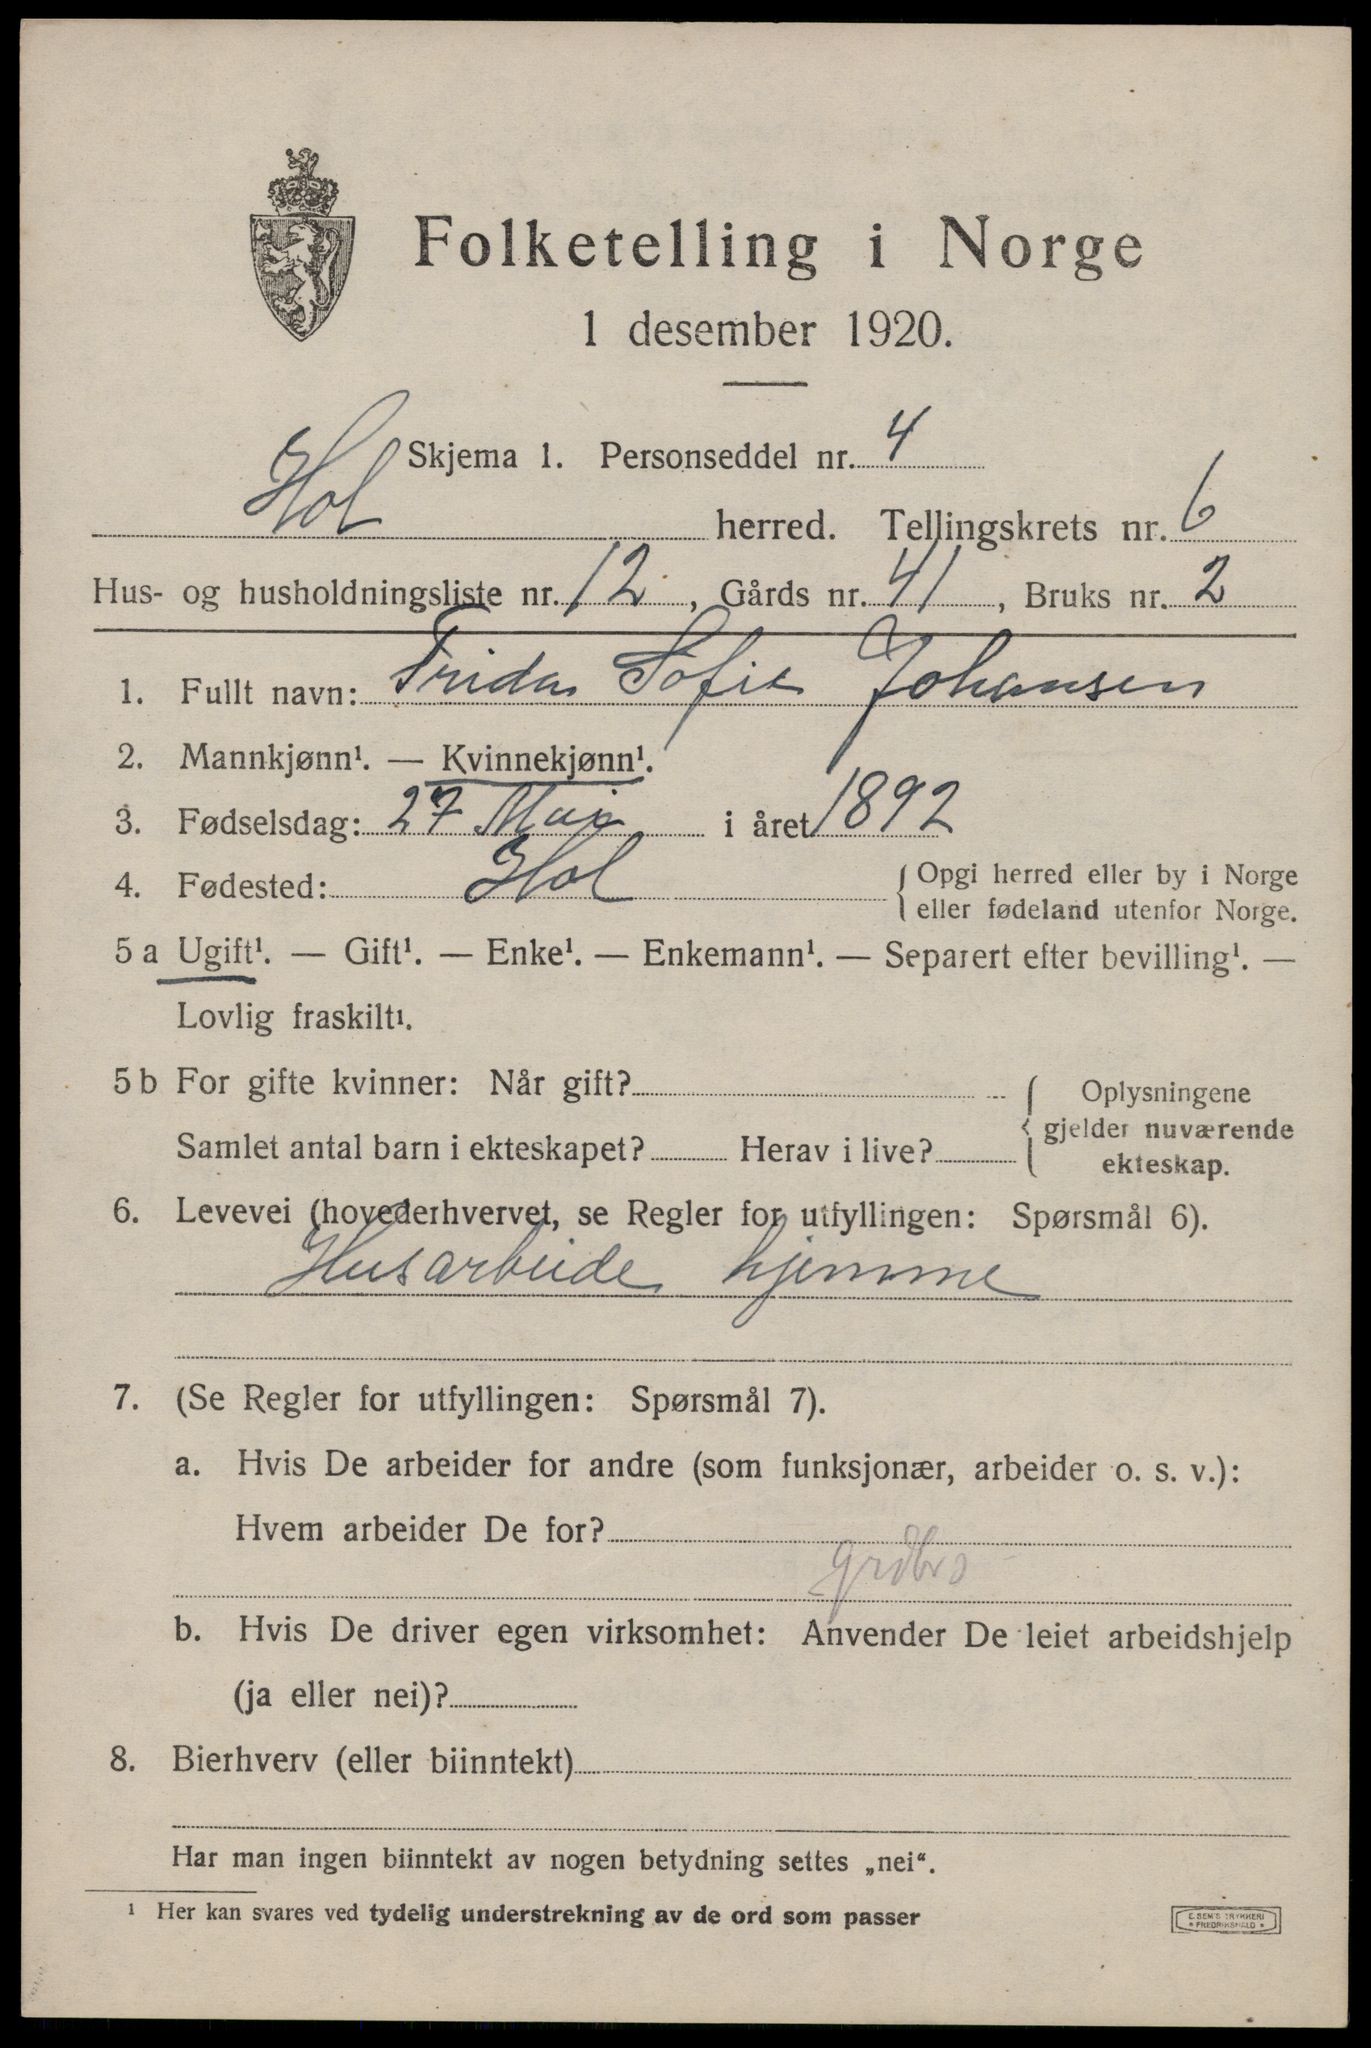 Folketelling i Norge
1 desember 1920.
Skjema 1. Personseddel nr. 4
Hol herred. Tellingskrets nr. 6
Hus- og husholdningsliste nr. 12, Gårds nr. 41, Bruks nr. 2
1. Fullt navn: Frida Sofie Johansen
2. Mannkjønn¹. — Kvinnekjønn¹.
3. Fødselsdag: 27 Mai i året 1892
4. Fødested: Hol { Opgi herred eller by i Norge
eller fødeland utenfor Norge.
5 a Ugift¹. — Gift¹. — Enke¹. — Enkemann¹. — Separert efter bevilling¹. —
Lovlig fraskilt¹.
5 b For gifte kvinner: Når gift?
Samlet antal barn i ekteskapet? Herav i live?
{ Oplysningene
gjelder nuværende
ekteskap.
6. Levevei (hovederhvervet, se Regler for utfyllingen: Spørsmål 6).
Husarbeide hjemme
7. (Se Regler for utfyllingen: Spørsmål 7).
a. Hvis De arbeider for andre (som funksjonær, arbeider o. s. v.):
Hvem arbeider De for?
b. Hvis De driver egen virksomhet: Anvender De leiet arbeidshjelp
(ja eller nei)?
8. Bierhverv (eller biinntekt)
Har man ingen biinntekt av nogen betydning settes „nei“.
¹ Her kan svares ved tydelig understrekning av de ord som passer
E. SEM'S TRYKKERI
* FREDRIKSHALD *